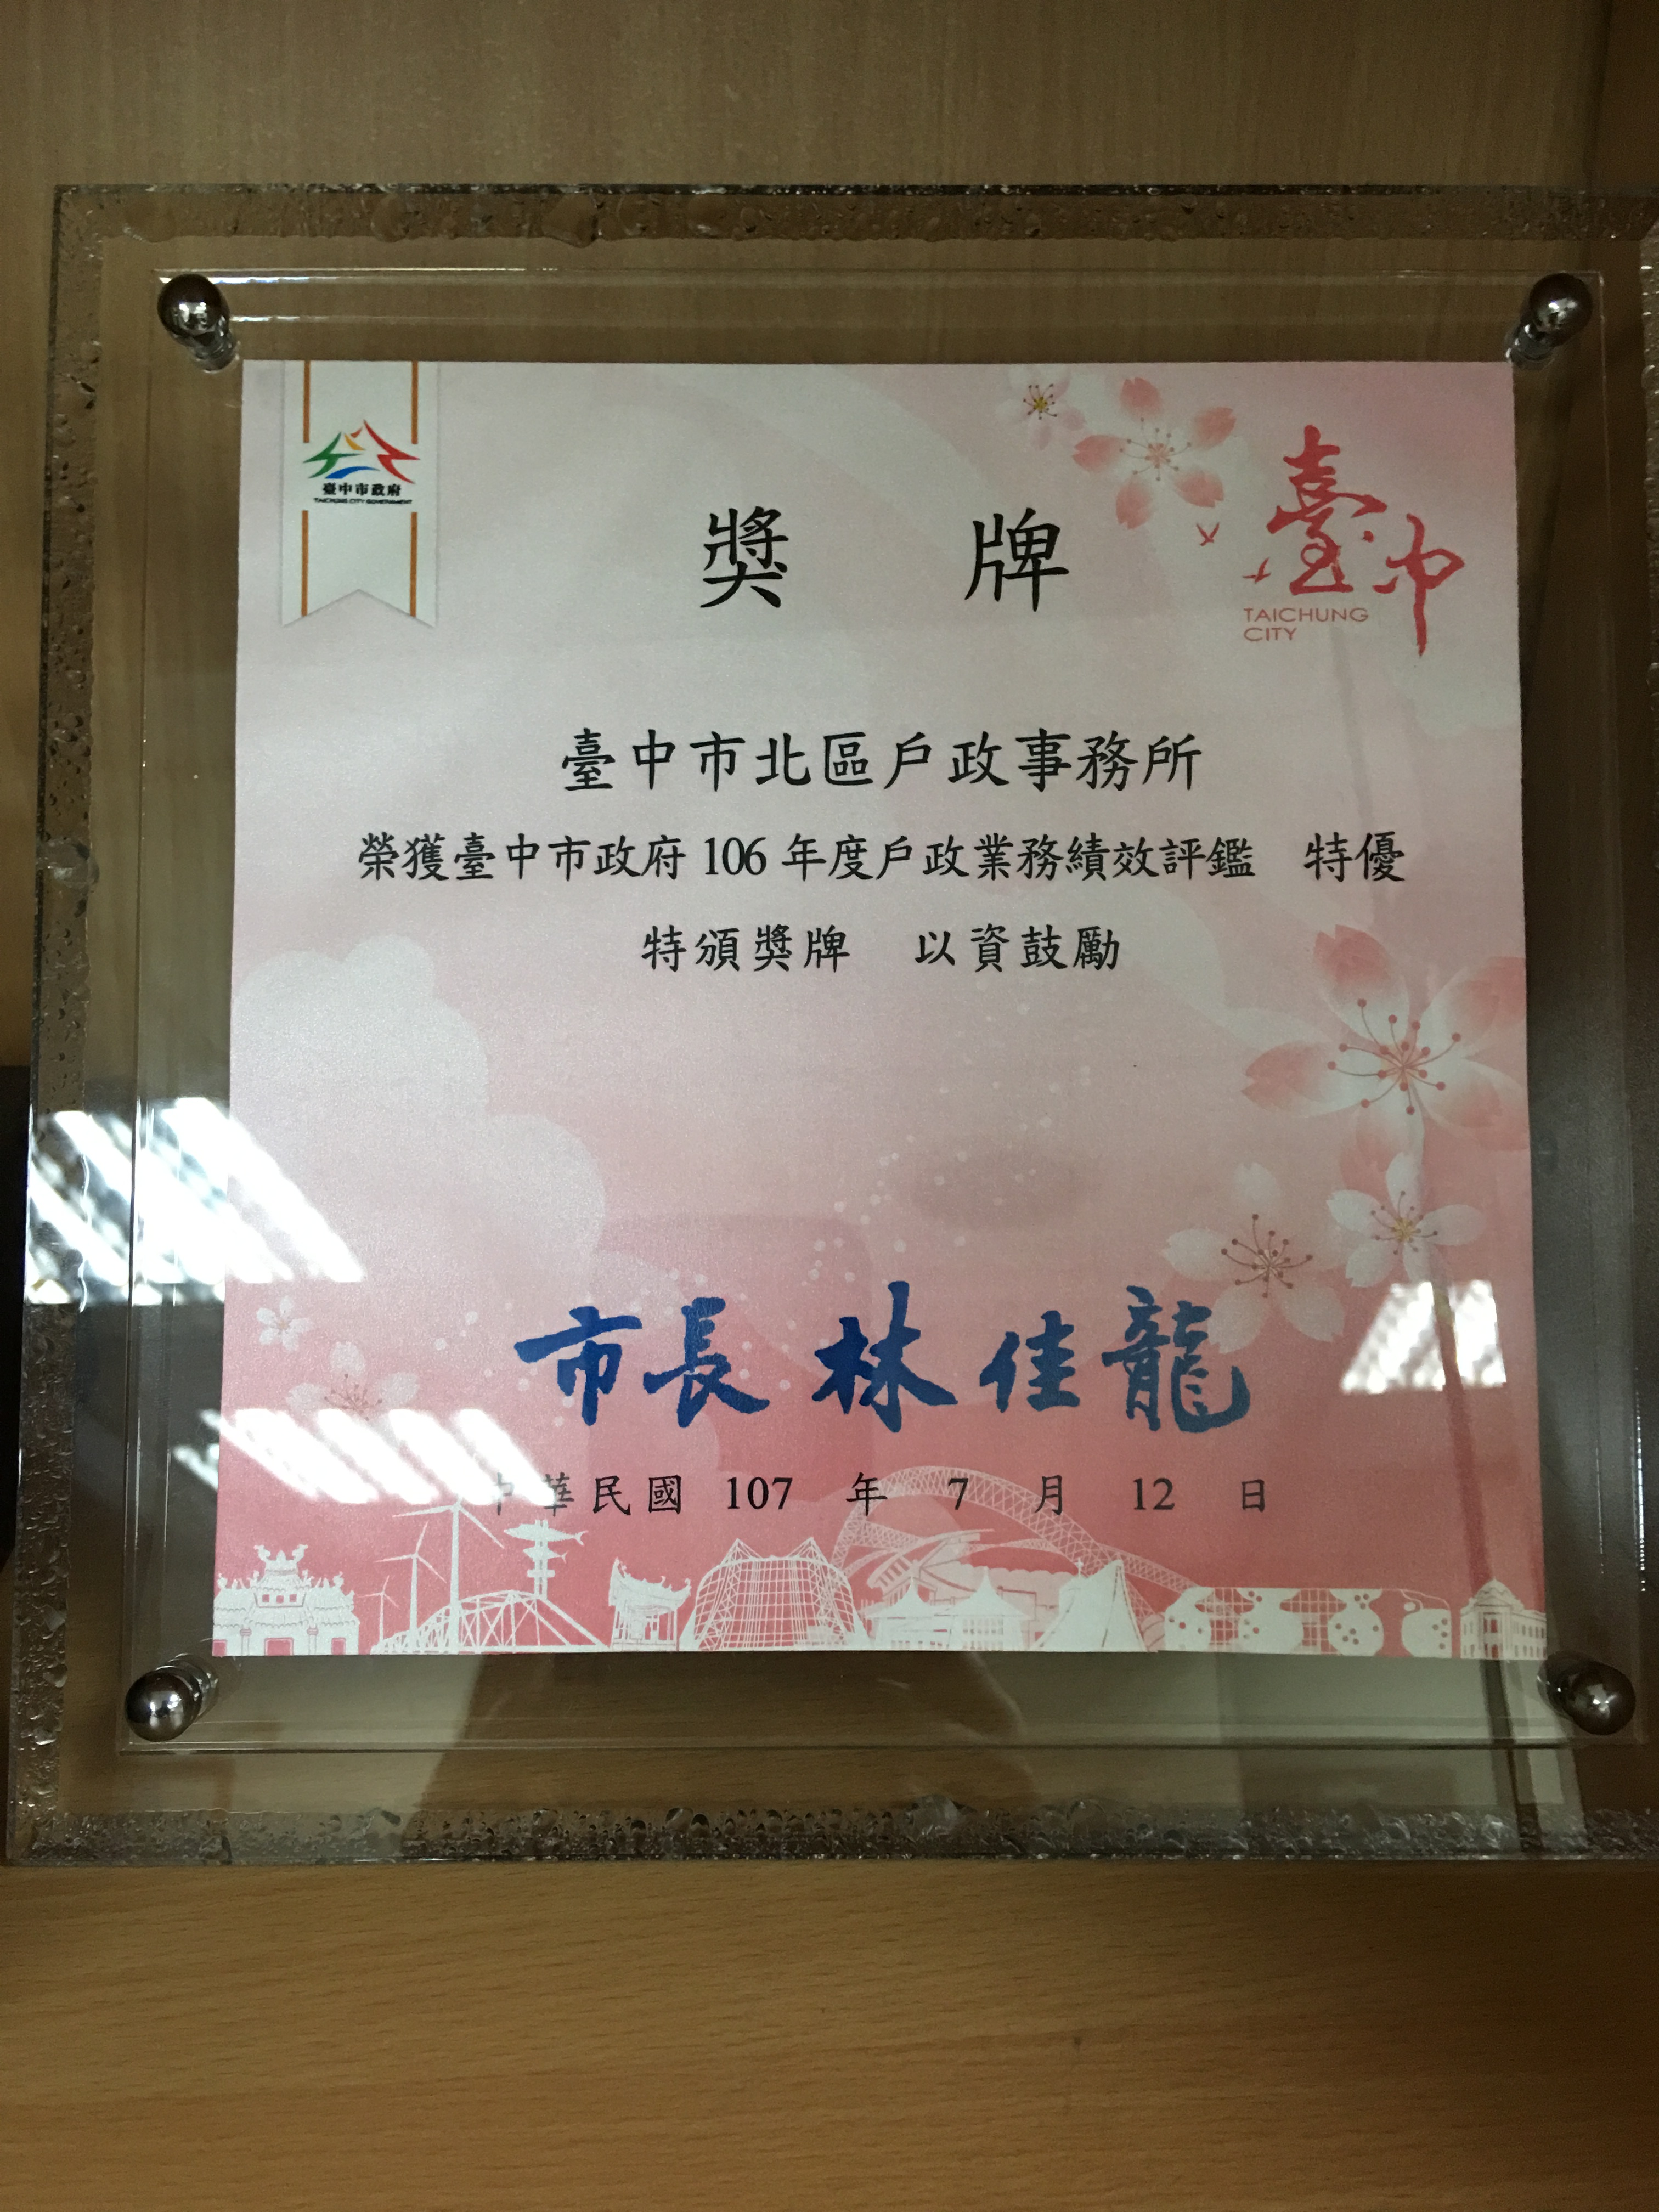 臺中市政府
TAICHUNG CITY GOVERNMENT
臺中
TAICHUNG
CITY
獎 牌
臺中市北區戶政事務所
榮獲臺中市政府 106 年度戶政業務績效評鑑 特優
特頒獎牌 以資鼓勵
市長 林佳龍
中華民國 107 年 7 月 12 日